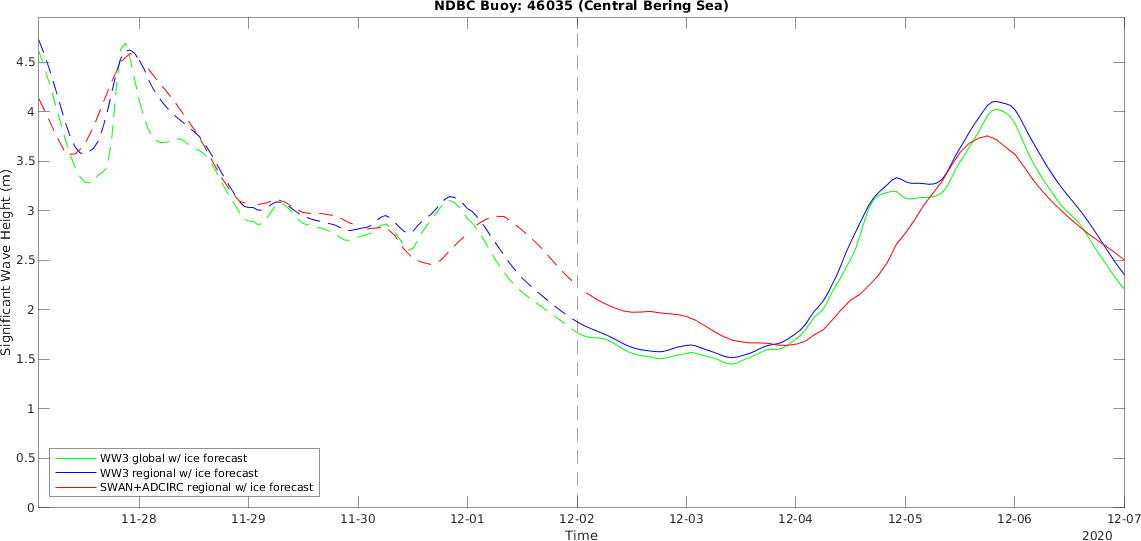 NDBC Buoy: 46035 (Central Bering Sea)
Significant Wave Height (m)
4.5
4
3.5
3
2.5
2
1.5
1
0.5
0
WW3 global w/ ice forecast
WW3 regional w/ ice forecast
SWAN+ADCIRC regional w/ ice forecast
11-28 11-29 11-30 12-01 12-02 12-03 12-04 12-05 12-06 12-07
Time
2020